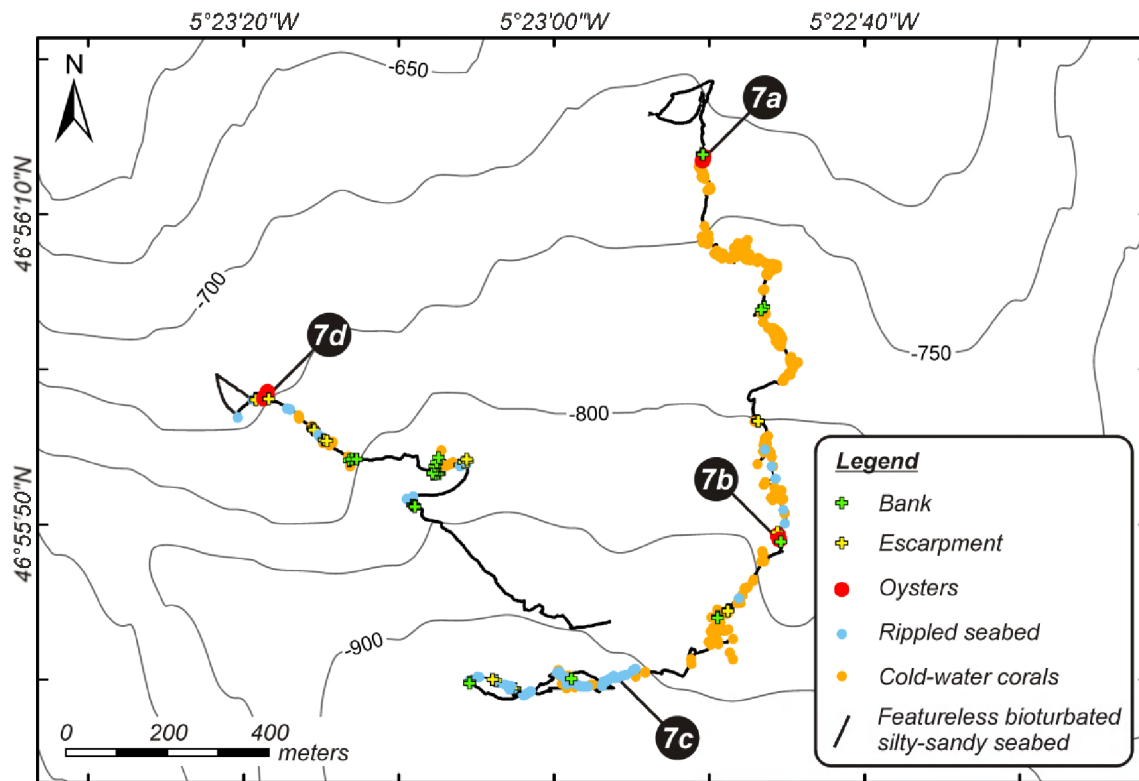 5°23'20"W 5°23'00"W 5°22'40"W
N
-650
7a
46°56'10"N
-700
7d
-750
-800
7b
46°55'50"N
-900
7c
0 200 400 meters
Legend
Bank
Escarpment
Oysters
Rippled seabed
Cold-water corals
Featureless bioturbated
silty-sandy seabed